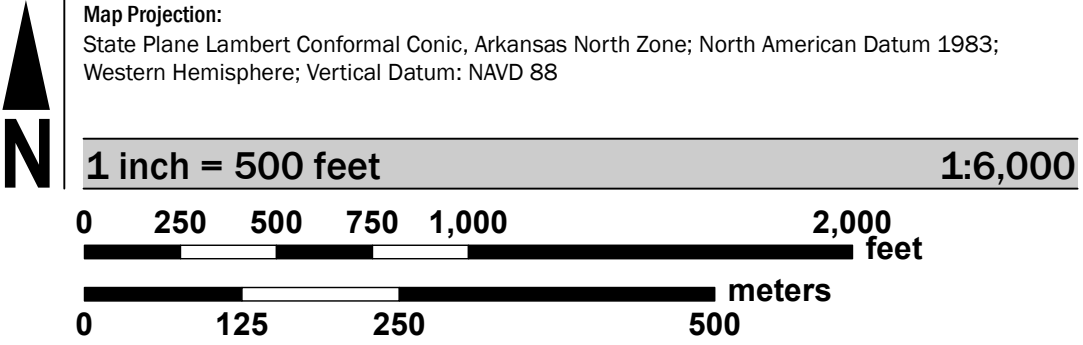 Map Projection:
State Plane Lambert Conformal Conic, Arkansas North Zone; North American Datum 1983;
Western Hemisphere; Vertical Datum: NAVD 88
N
1 inch = 500 feet 1:6,000
0 250 500 750 1,000 2,000
feet
meters
0 125 250 500